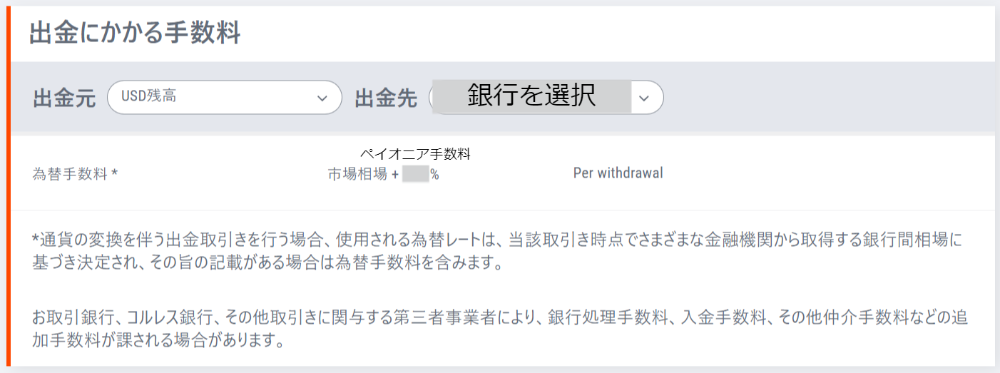 出金にかかる手数料
出金元 USD残高 出金先 銀行を選択
ペイオニア手数料
為替手数料 * 市場相場 + % Per withdrawal
*通貨の変換を伴う出金取引きを行う場合、使用される為替レートは、当該取引き時点でさまざまな金融機関から取得する銀行間相場に
基づき決定され、その旨の記載がある場合は為替手数料を含みます。
お取引銀行、コルレス銀行、その他取引きに関与する第三者事業者により、銀行処理手数料、入金手数料、その他仲介手数料などの追
加手数料が課される場合があります。